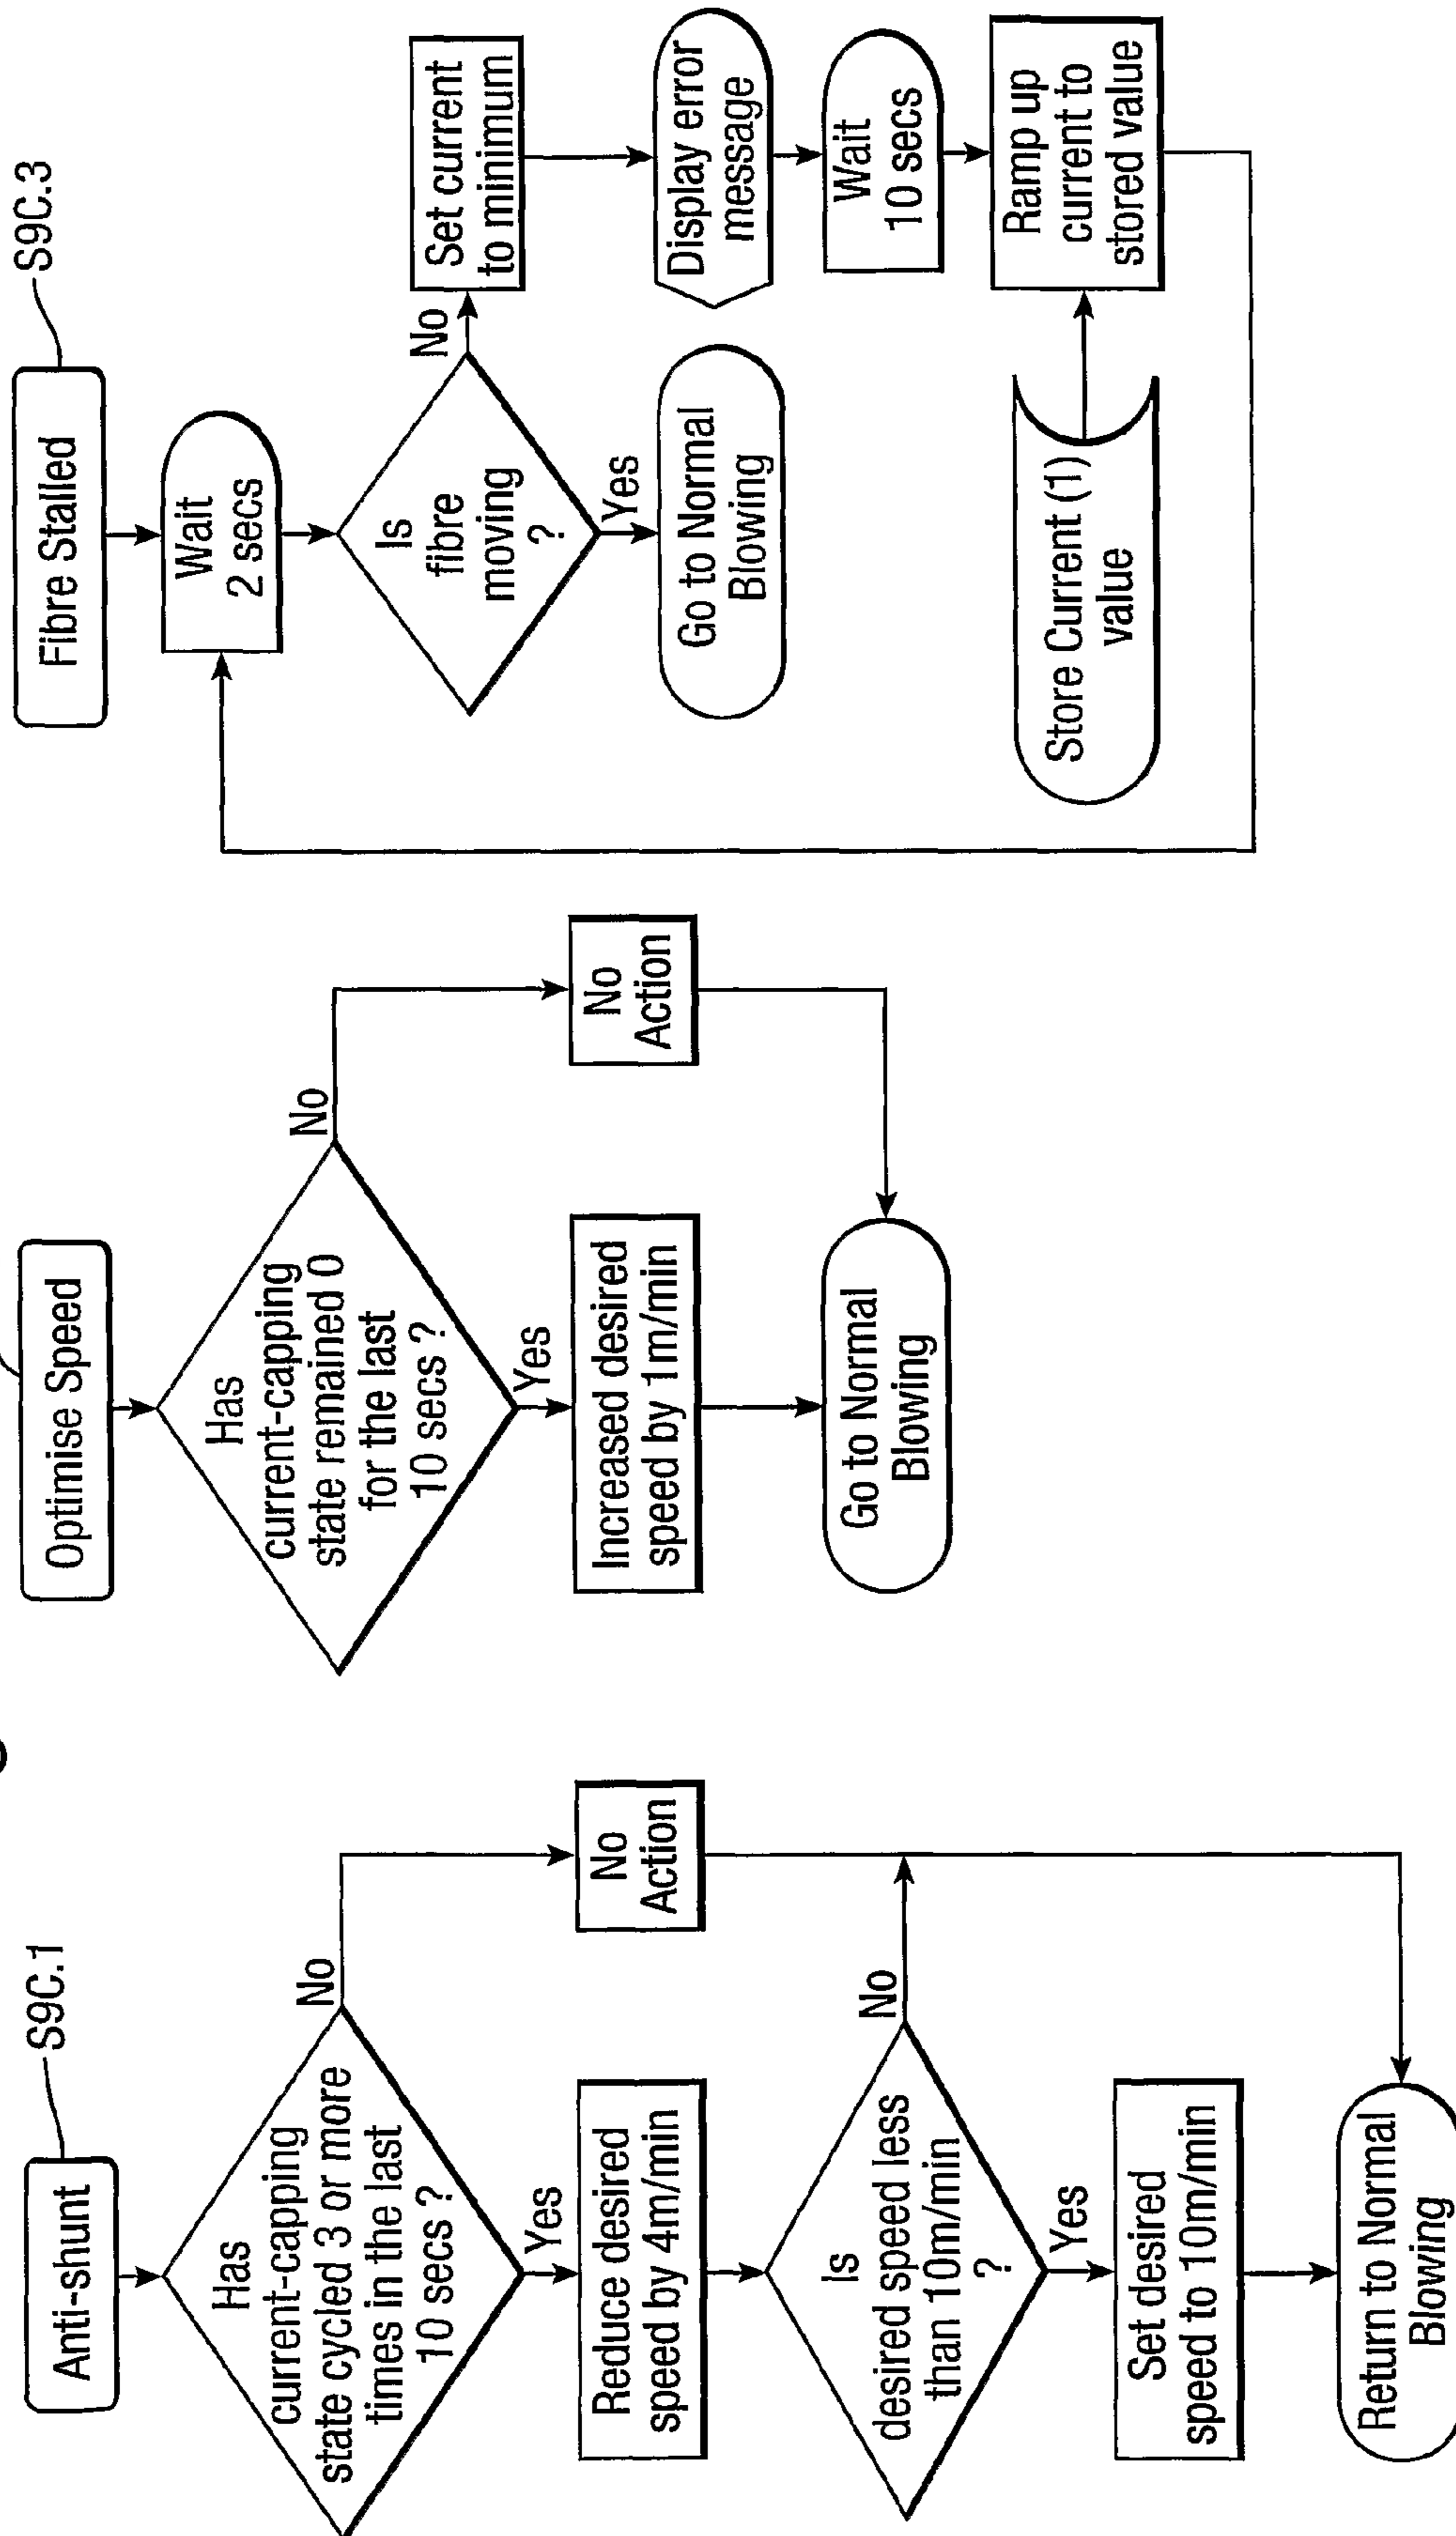 S9C.1
Anti-shunt
Has
current-capping
state cycled 3 or more
times in the last
10 secs ?
No
Yes
No
Action
Reduce desired
speed by 4m/min
Is
desired speed less
than 10m/min
?
No
Yes
Set desired
speed to 10m/min
Return to Normal
Blowing
Optimise Speed
Has
current-capping
state remained 0
for the last
10 secs ?
No
Yes
No
Action
Increased desired
speed by 1m/min
Go to Normal
Blowing
S9C.3
Fibre Stalled
Wait
2 secs
Is
fibre
moving
?
No
Yes
Set current
to minimum
Go to Normal
Blowing
Display error
message
Wait
10 secs
Store Current (1)
value
Ramp up
current to
stored value